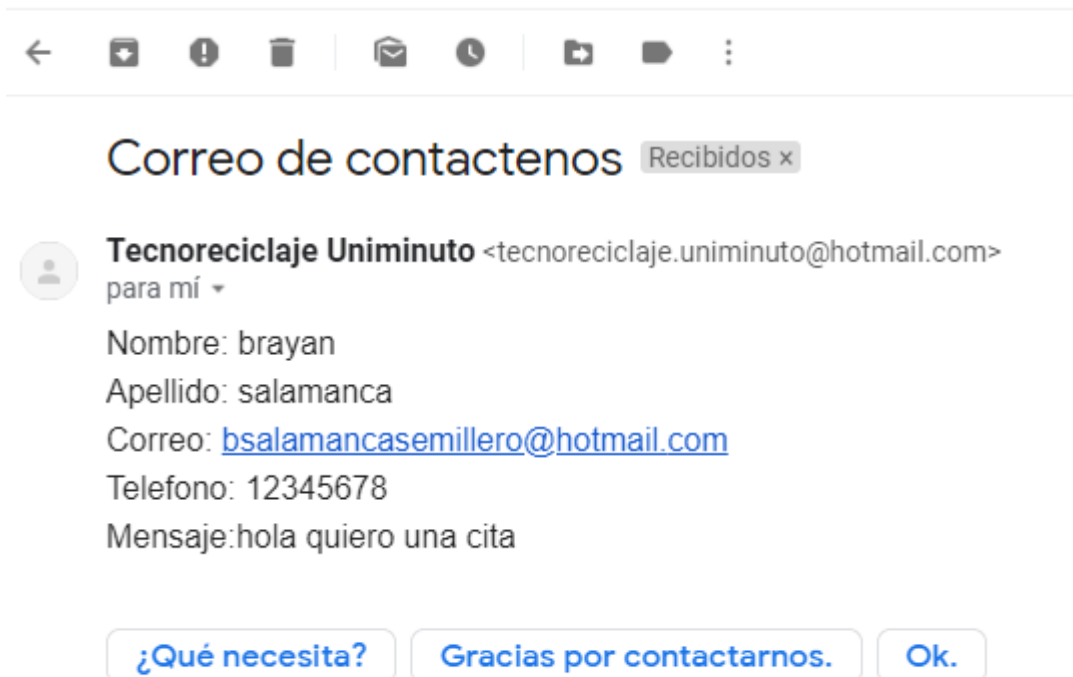 Correo de contactenos Recibidos ×
Tecnoreciclaje Uniminuto <tecnoreciclaje.uniminuto@hotmail.com>
para mí
Nombre: brayan
Apellido: salamanca
Correo: bsalamancasemillero@hotmail.com
Telefono: 12345678
Mensaje:hola quiero una cita
¿Qué necesita? Gracias por contactarnos. Ok.